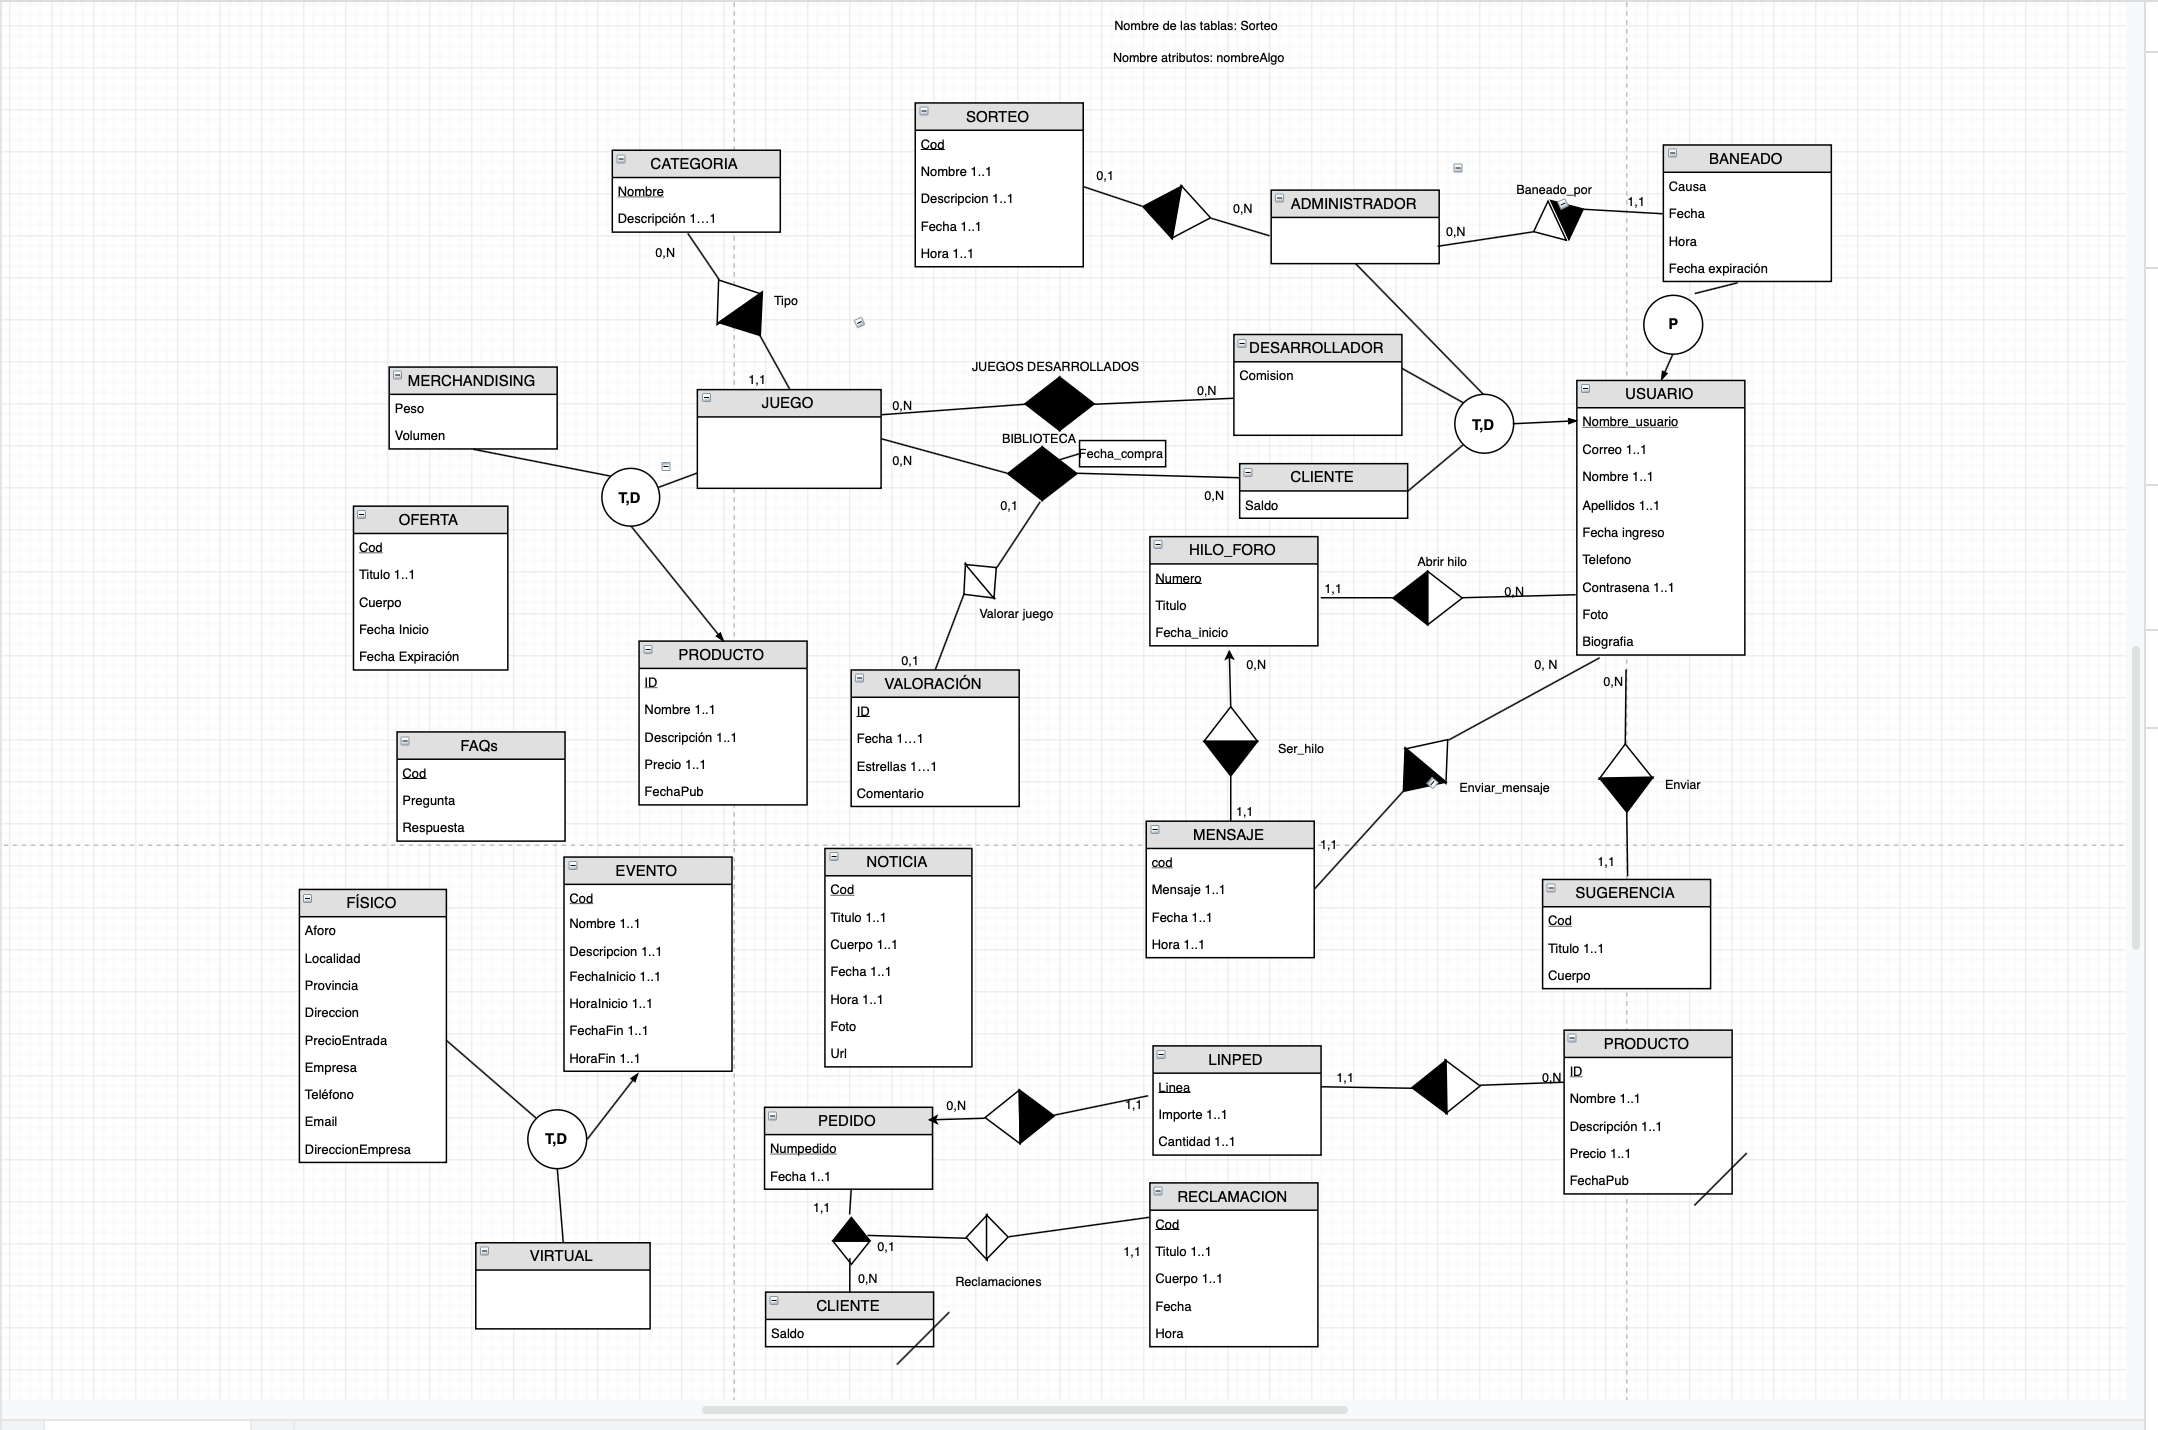 Nombre de las tablas: Sorteo
Nombre atributos: nombreAlgo
SORTEO
Cod
Nombre 1..1
Descripcion 1..1
Fecha 1..1
Hora 1..1
0,1
0,N
CATEGORIA
Nombre
Descripción 1...1
0,N
Tipo
1,1
ADMINISTRADOR
0,N
Baneado_por
1,1
BANEADO
Causa
Fecha
Hora
Fecha expiración
P
MERCHANDISING
Peso
Volumen
JUEGO
0,N
JUEGOS DESARROLLADOS
0,N
DESARROLLADOR
Comision
T,D
0,N
BIBLIOTECA
Fecha_compra
0,N
0,1
CLIENTE
Saldo
USUARIO
Nombre_usuario
Correo 1..1
Nombre 1..1
Apellidos 1..1
Fecha ingreso
Telefono
Contrasena 1..1
Foto
Biografia
T,D
OFERTA
Cod
Titulo 1..1
Cuerpo
Fecha Inicio
Fecha Expiración
HILO_FORO
Numero
Titulo
Fecha_inicio
1,1
Abrir hilo
0,N
Valorar juego
0,1
PRODUCTO
ID
Nombre 1..1
Descripción 1..1
Precio 1..1
FechaPub
VALORACIÓN
ID
Fecha 1...1
Estrellas 1...1
Comentario
0,N
Ser_hilo
1,1
0, N
Enviar_mensaje
1,1
0,N
Enviar
1,1
FAQs
Cod
Pregunta
Respuesta
MENSAJE
cod
Mensaje 1..1
Fecha 1..1
Hora 1..1
SUGERENCIA
Cod
Titulo 1..1
Cuerpo
FÍSICO
Aforo
Localidad
Provincia
Direccion
PrecioEntrada
Empresa
Teléfono
Email
DireccionEmpresa
EVENTO
Cod
Nombre 1..1
Descripcion 1..1
FechaInicio 1..1
HoraInicio 1..1
FechaFin 1..1
HoraFin 1..1
T,D
VIRTUAL
NOTICIA
Cod
Titulo 1..1
Cuerpo 1..1
Fecha 1..1
Hora 1..1
Foto
Url
PEDIDO
Numpedido
Fecha 1..1
0,N
1,1
LINPED
Linea
Importe 1..1
Cantidad 1..1
1,1
0,N
PRODUCTO
ID
Nombre 1..1
Descripción 1..1
Precio 1..1
FechaPub
1,1
0,1
0,N
Reclamaciones
1,1
RECLAMACION
Cod
Titulo 1..1
Cuerpo 1..1
Fecha
Hora
CLIENTE
Saldo